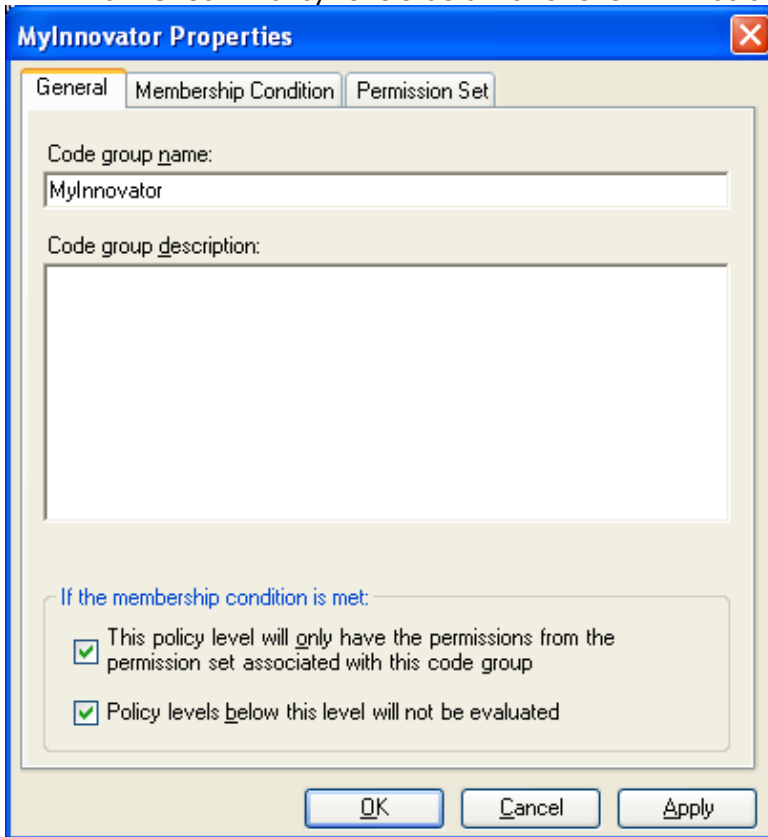 MyInnovator Properties
General Membership Condition Permission Set
Code group name:
MyInnovator
Code group description:
If the membership condition is met:
This policy level will only have the permissions from the
permission set associated with this code group
Policy levels below this level will not be evaluated
OK Cancel Apply